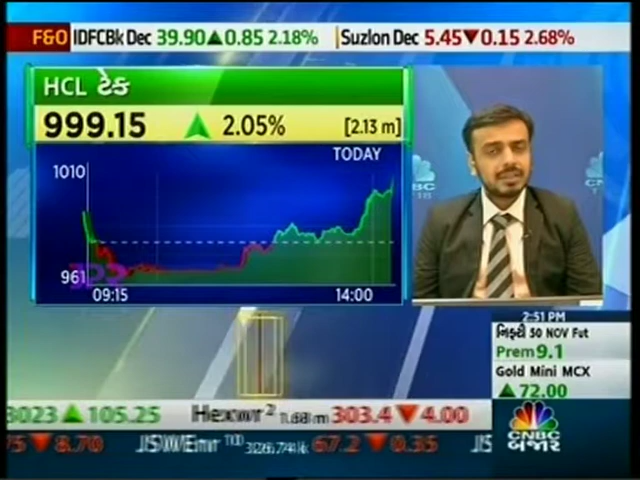 F&O IDFCBk Dec 39.90▲0.85 2.18% Suzlon Dec 5.45▼0.15 2.68%
HCL ટેક
999.15 ▲ 2.05% [2.13 m]
TODAY
1010
961
09:15 14:00
CNBC
2:51 PM
નિફ્ટી 50 NOV Fut
Prem 9.1
Gold Mini MCX
▲ 72.00
3023 ▲ 105.25 303.4 ▼ 4.00
▼ 8.70 67.2 ▼ 0.35
CNBC
બજાર